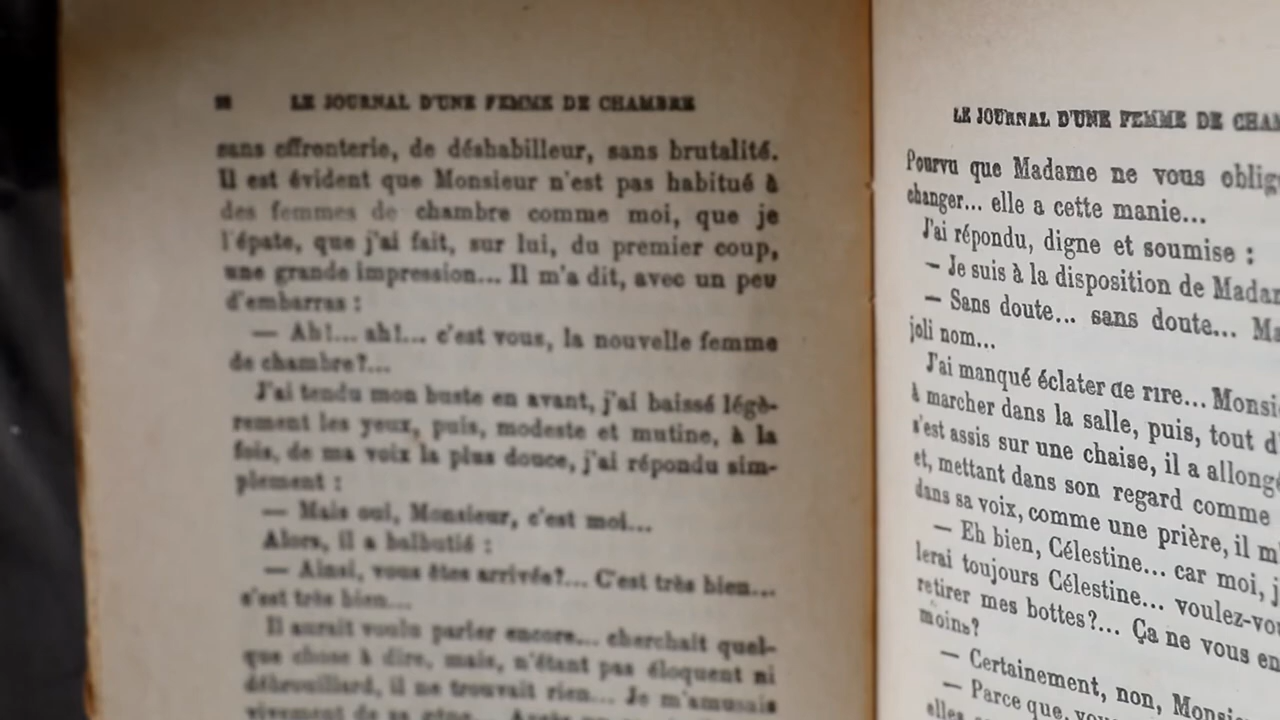 LE JOURNAL D'UNE FEMME DE CHAMBRE
sans effronterie, de déshabilleur, sans brutalité.
Il est évident que Monsieur n'est pas habitué à
des femmes de chambre comme moi, que je
l'épate, que j'ai fait, sur lui, du premier coup,
une grande impression... Il m'a dit, avec un peu
d'embarras :
— Ah!... ah!... c'est vous, la nouvelle femme
de chambre?...
J'ai tendu mon buste en avant, j'ai baissé légè-
rement les yeux, puis, modeste et mutine, à la
fois, de ma voix la plus douce, j'ai répondu sim-
plement :
— Mais oui, Monsieur, c'est moi...
Alors, il a balbutié :
— Ainsi, vous êtes arrivée?... C'est très bien...
c'est très bien...
Il aurait voulu parler encore... cherchait quel-
que chose à dire, mais, n'étant pas éloquent ni
débrouillard, il ne trouvait rien... Je m'amusais
vivement de sa gêne...
LE JOURNAL D'UNE FEMME DE CHAM
Pourvu que Madame ne vous oblig
changer... elle a cette manie...
J'ai répondu, digne et soumise :
— Je suis à la disposition de Madam
— Sans doute... sans doute... Ma
joli nom...
J'ai manqué éclater de rire... Monsi
à marcher dans la salle, puis, tout d'
s'est assis sur une chaise, il a allongé
et, mettant dans son regard comme
dans sa voix, comme une prière, il m'
— Eh bien, Célestine... car moi, j
lerai toujours Célestine... voulez-vou
retirer mes bottes?... Ça ne vous en
moins?
— Certainement, non, Monsi
— Parce que, vou
elles